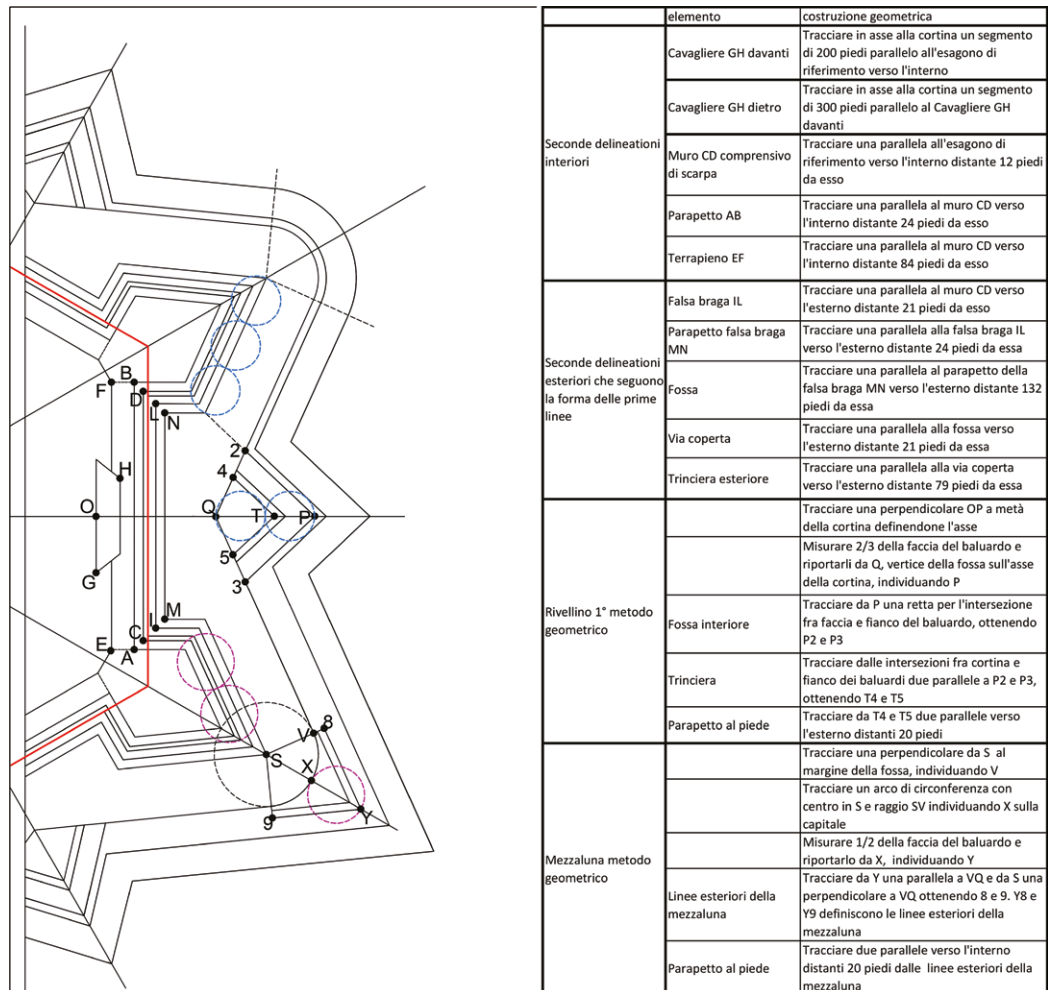 F
B
D
L
N
2
H
4
O
Q
T
P
5
G
3
M
I
C
E
A
V
8
S
X
9
Y
elemento
costruzione geometrica
Seconde delineationi
interiori
Cavagliere GH davanti
Tracciare in asse alla cortina un segmento
di 200 piedi parallelo all'esagono di
riferimento verso l'interno
Cavagliere GH dietro
Tracciare in asse alla cortina un segmento
di 300 piedi parallelo al Cavagliere GH
davanti
Muro CD comprensivo
di scarpa
Tracciare una parallela all'esagono di
riferimento verso l'interno distante 12 piedi
da esso
Parapetto AB
Tracciare una parallela al muro CD verso
l'interno distante 24 piedi da esso
Terrapieno EF
Tracciare una parallela al muro CD verso
l'interno distante 84 piedi da esso
Seconde delineationi
esteriori che seguono
la forma delle prime
linee
Falsa braga IL
Tracciare una parallela al muro CD verso
l'esterno distante 21 piedi da esso
Parapetto falsa braga
MN
Tracciare una parallela alla falsa braga IL
verso l'esterno distante 24 piedi da essa
Fossa
Tracciare una parallela al parapetto della
falsa braga MN verso l'esterno distante 132
piedi da essa
Via coperta
Tracciare una parallela alla fossa verso
l'esterno distante 21 piedi da essa
Trinciera esteriore
Tracciare una parallela alla via coperta
verso l'esterno distante 79 piedi da essa
Rivellino 1° metodo
geometrico
Tracciare una perpendicolare OP a metà
della cortina definendone l'asse
Misurare 2/3 della faccia del baluardo e
riportarli da Q, vertice della fossa sull'asse
della cortina, individuando P
Fossa interiore
Tracciare da P una retta per l'intersezione
fra faccia e fianco del baluardo, ottenendo
P2 e P3
Trinciera
Tracciare dalle intersezioni fra cortina e
fianco dei baluardi due parallele a P2 e P3,
ottenendo T4 e T5
Parapetto al piede
Tracciare da T4 e T5 due parallele verso
l'esterno distanti 20 piedi
Mezzaluna metodo
geometrico
Tracciare una perpendicolare da S al
margine della fossa, individuando V
Tracciare un arco di circonferenza con
centro in S e raggio SV individuando X sulla
capitale
Misurare 1/2 della faccia del baluardo e
riportarlo da X, individuando Y
Linee esteriori della
mezzaluna
Tracciare da Y una parallela a VQ e da S una
perpendicolare a VQ ottenendo 8 e 9. Y8 e
Y9 definiscono le linee esteriori della
mezzaluna
Parapetto al piede
Tracciare due parallele verso l'interno
distanti 20 piedi dalle linee esteriori della
mezzaluna